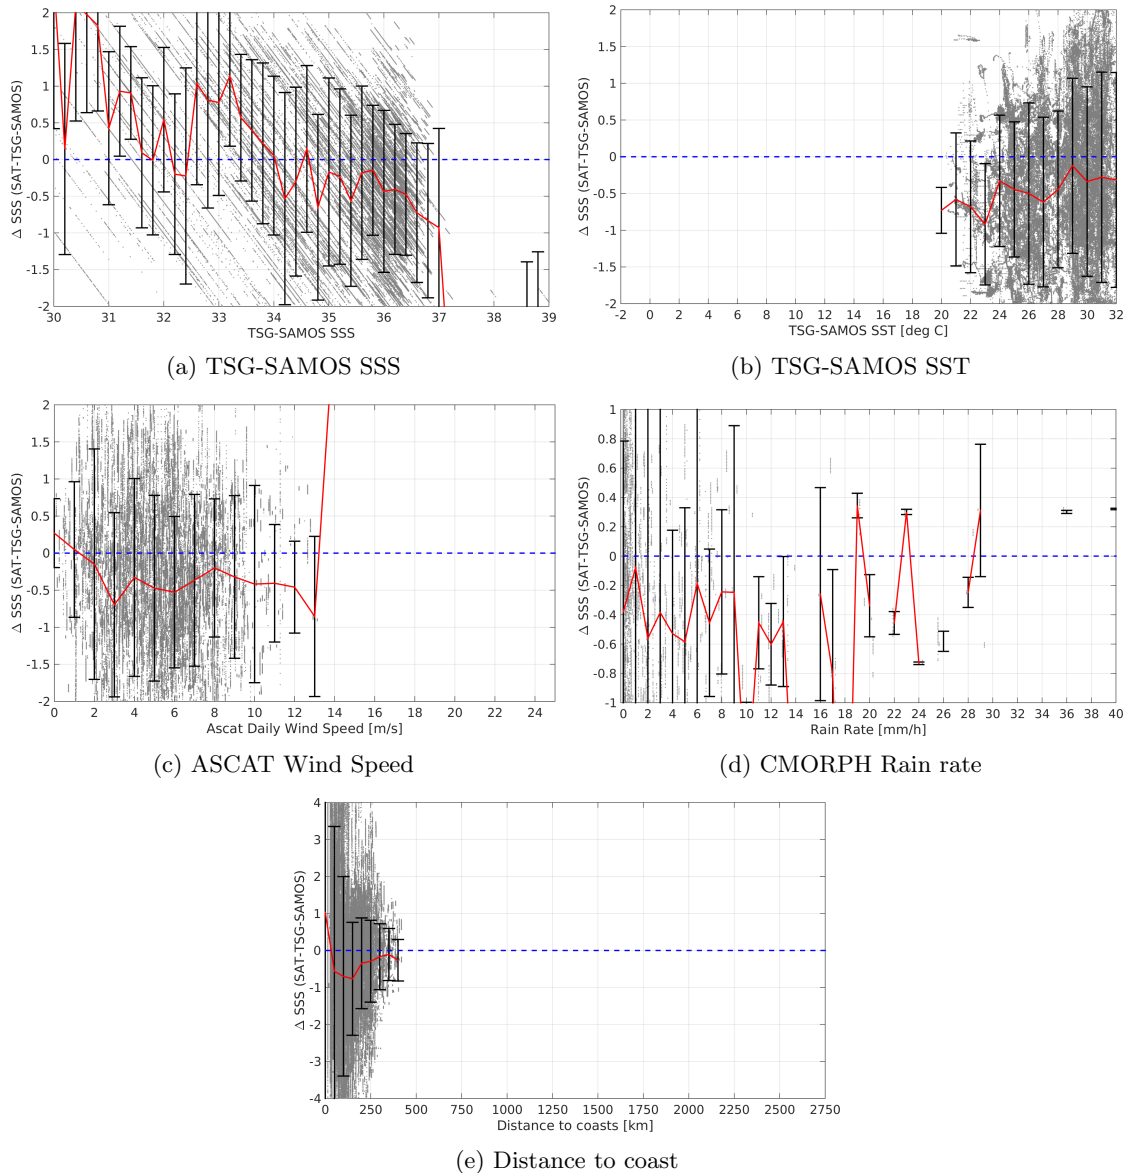 2
1.5
1
0.5
0
-0.5
-1
-1.5
-2
Δ SSS (SAT-TSG-SAMOS)
30 31 32 33 34 35 36 37 38 39
TSG-SAMOS SSS
(a) TSG-SAMOS SSS
2
1.5
1
0.5
0
-0.5
-1
-1.5
-2
Δ SSS (SAT-TSG-SAMOS)
-2 0 2 4 6 8 10 12 14 16 18 20 22 24 26 28 30 32
TSG-SAMOS SST [deg C]
(b) TSG-SAMOS SST
2
1.5
1
0.5
0
-0.5
-1
-1.5
-2
Δ SSS (SAT-TSG-SAMOS)
0 2 4 6 8 10 12 14 16 18 20 22 24
Ascat Daily Wind Speed [m/s]
(c) ASCAT Wind Speed
1
0.8
0.6
0.4
0.2
0
-0.2
-0.4
-0.6
-0.8
-1
Δ SSS (SAT-TSG-SAMOS)
0 2 4 6 8 10 12 14 16 18 20 22 24 26 28 30 32 34 36 38 40
Rain Rate [mm/h]
(d) CMORPH Rain rate
4
3
2
1
0
-1
-2
-3
-4
Δ SSS (SAT-TSG-SAMOS)
0 250 500 750 1000 1250 1500 1750 2000 2250 2500 2750
Distance to coasts [km]
(e) Distance to coast